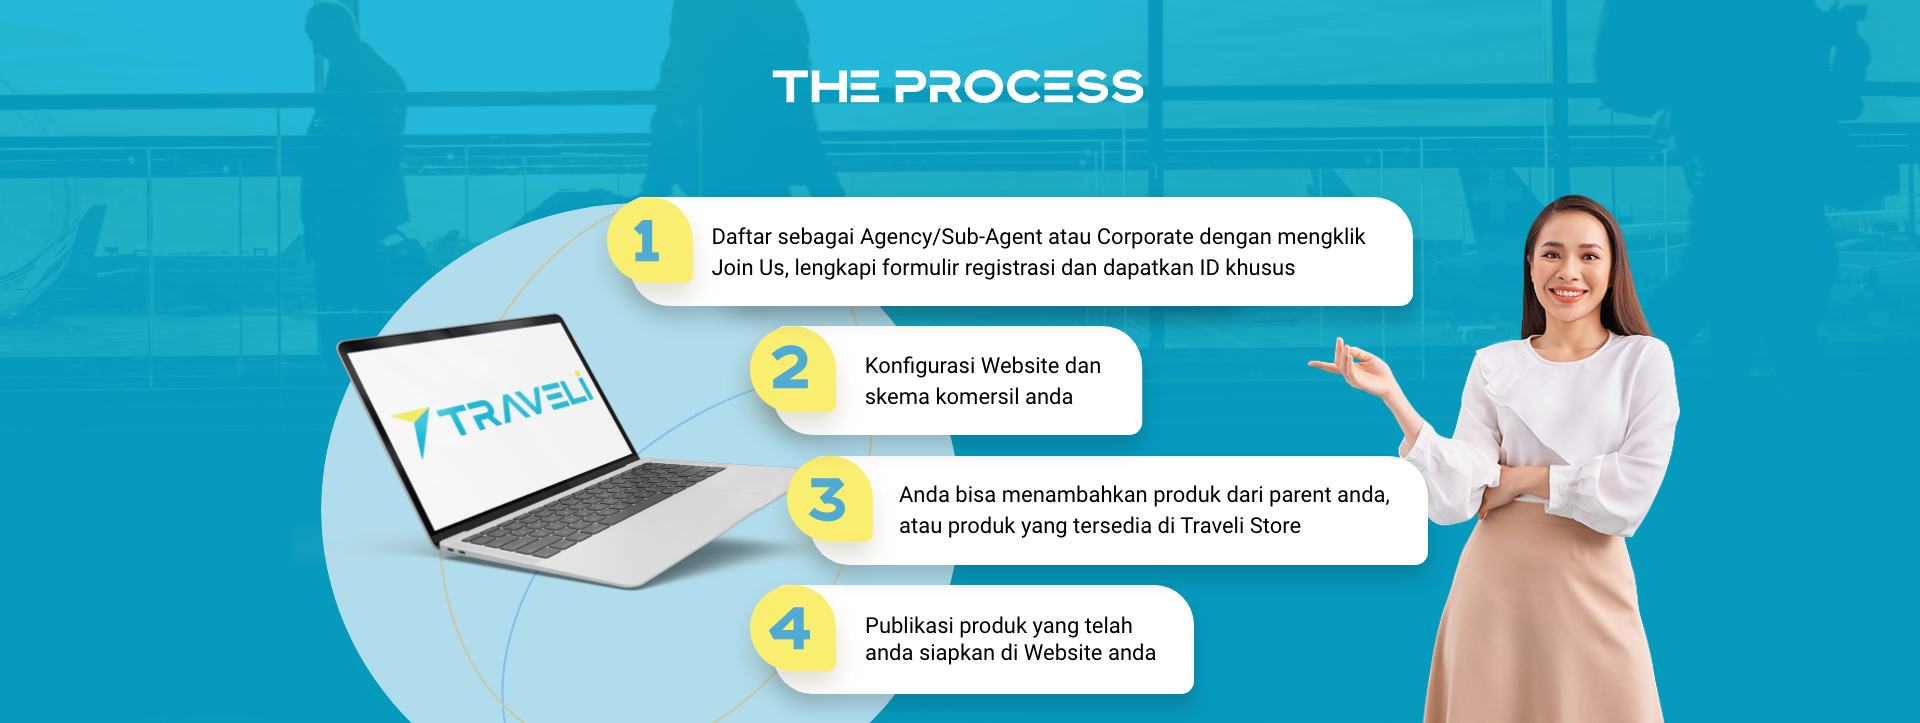 THE PROCESS
1
Daftar sebagai Agency/Sub-Agent atau Corporate dengan mengklik
Join Us, lengkapi formulir registrasi dan dapatkan ID khusus
TRAVELi
2
Konfigurasi Website dan
skema komersil anda
3
Anda bisa menambahkan produk dari parent anda,
atau produk yang tersedia di Traveli Store
4
Publikasi produk yang telah
anda siapkan di Website anda